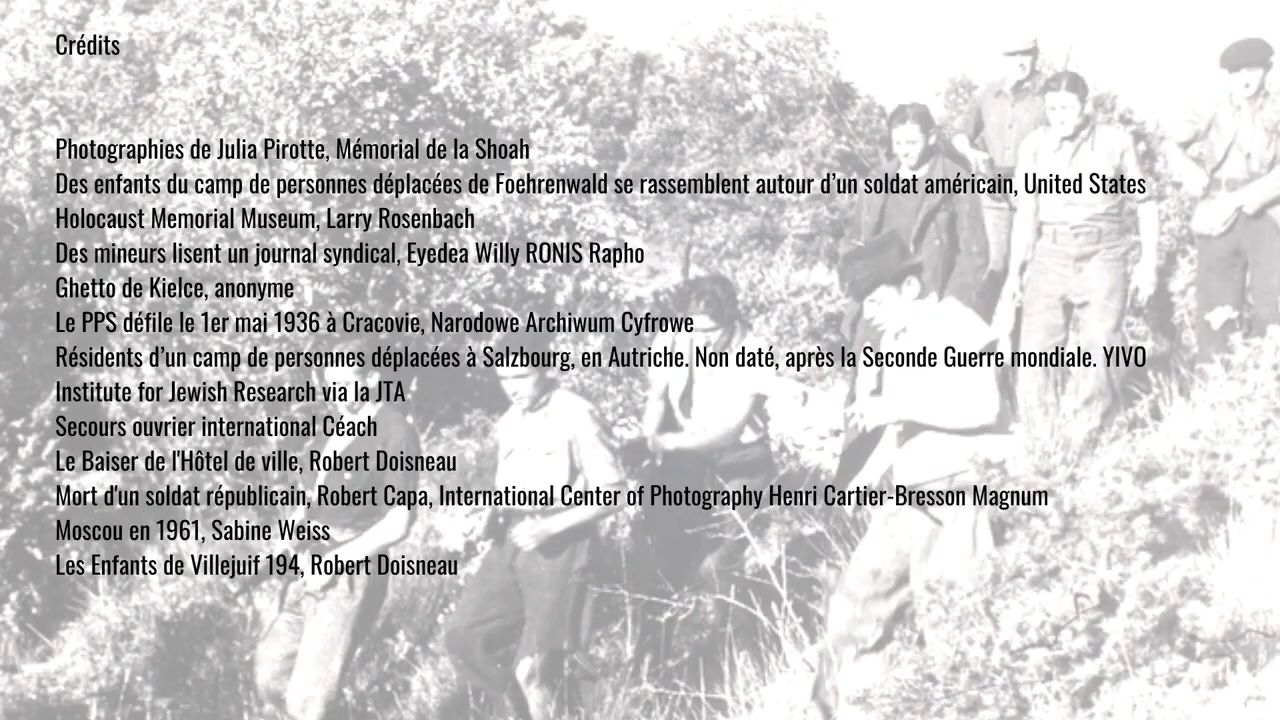 Crédits
Photographies de Julia Pirotte, Mémorial de la Shoah
Des enfants du camp de personnes déplacées de Foehrenwald se rassemblent autour d’un soldat américain, United States
Holocaust Memorial Museum, Larry Rosenbach
Des mineurs lisent un journal syndical, Eyedea Willy RONIS Rapho
Ghetto de Kielce, anonyme
Le PPS défile le 1er mai 1936 à Cracovie, Narodowe Archiwum Cyfrowe
Résidents d’un camp de personnes déplacées à Salzbourg, en Autriche. Non daté, après la Seconde Guerre mondiale. YIVO
Institute for Jewish Research via la JTA
Secours ouvrier international Céach
Le Baiser de l'Hôtel de ville, Robert Doisneau
Mort d'un soldat républicain, Robert Capa, International Center of Photography Henri Cartier-Bresson Magnum
Moscou en 1961, Sabine Weiss
Les Enfants de Villejuif 194, Robert Doisneau